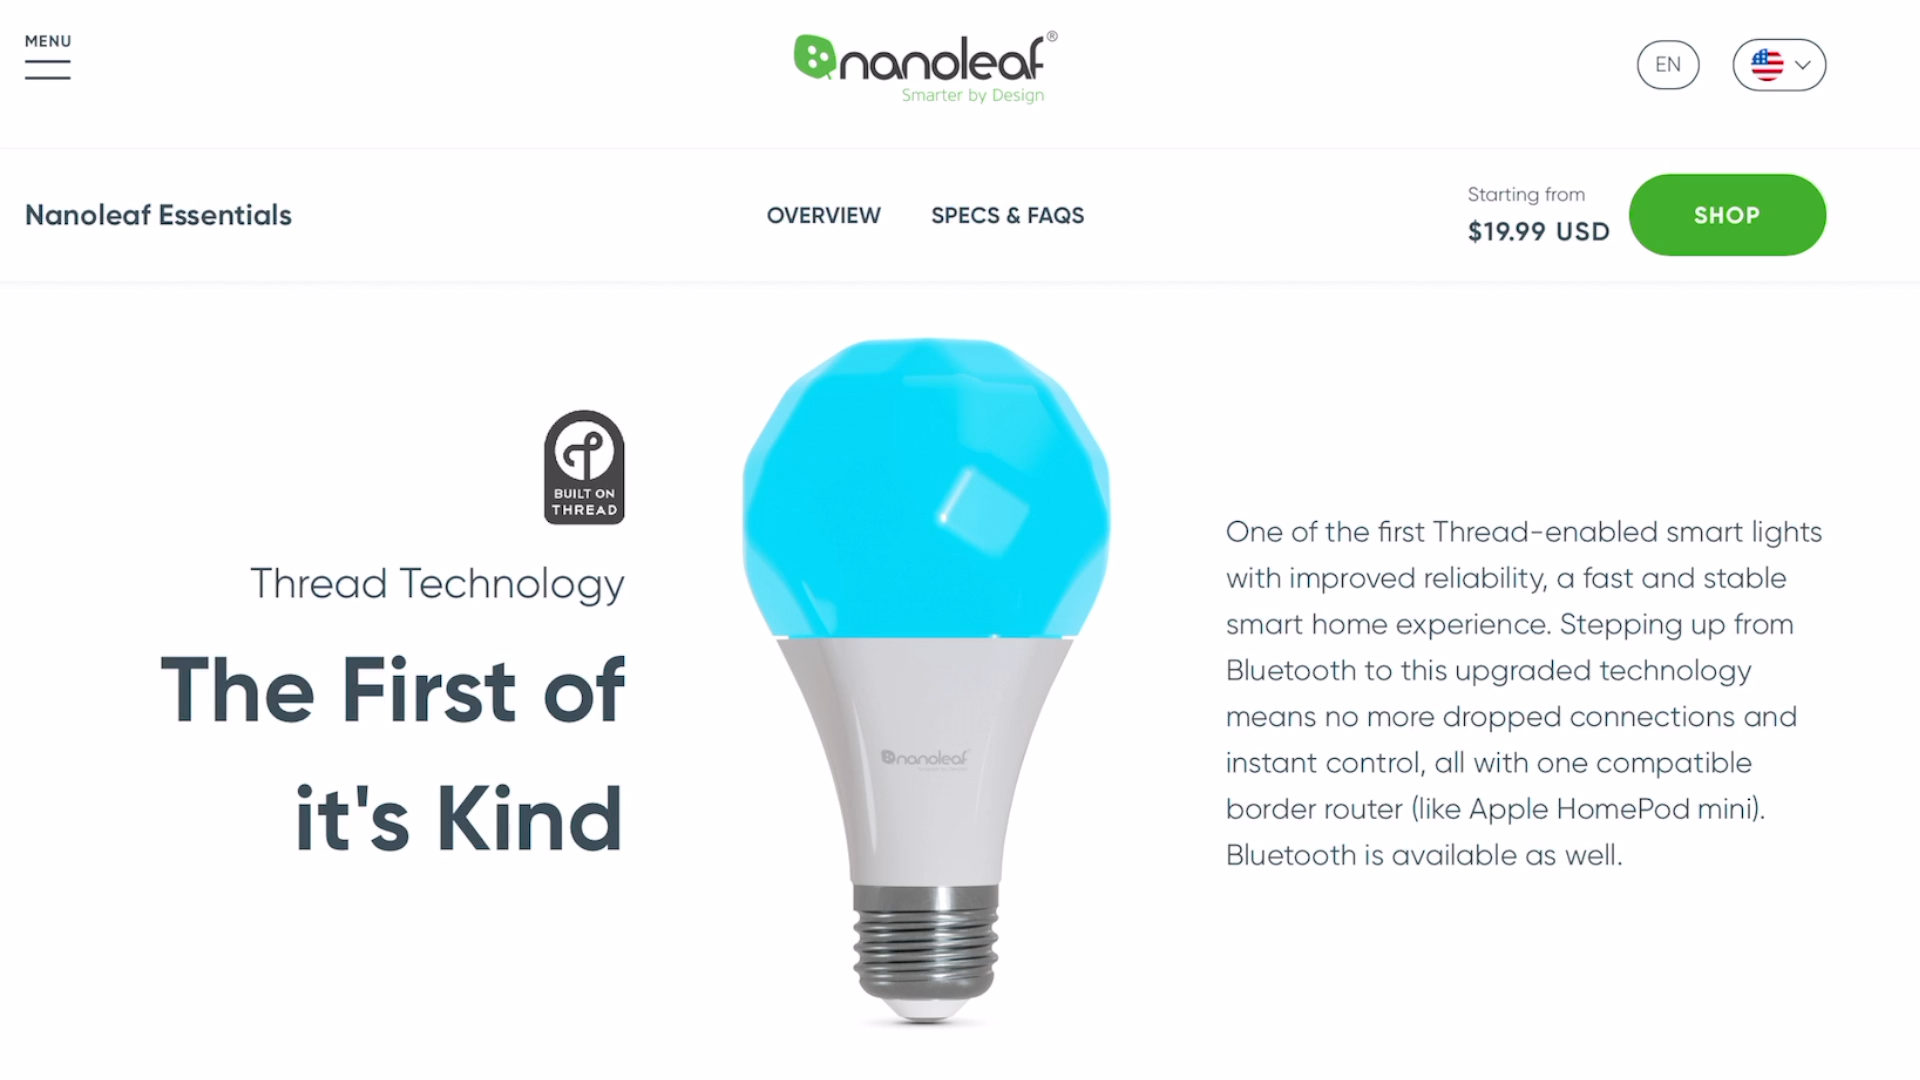 MENU
nanoleaf®
Smarter by Design
EN
Nanoleaf Essentials
OVERVIEW
SPECS & FAQS
Starting from
$19.99 USD
SHOP
BUILT ON
THREAD
Thread Technology
The First of
it's Kind
nanoleaf
One of the first Thread-enabled smart lights
with improved reliability, a fast and stable
smart home experience. Stepping up from
Bluetooth to this upgraded technology
means no more dropped connections and
instant control, all with one compatible
border router (like Apple HomePod mini).
Bluetooth is available as well.